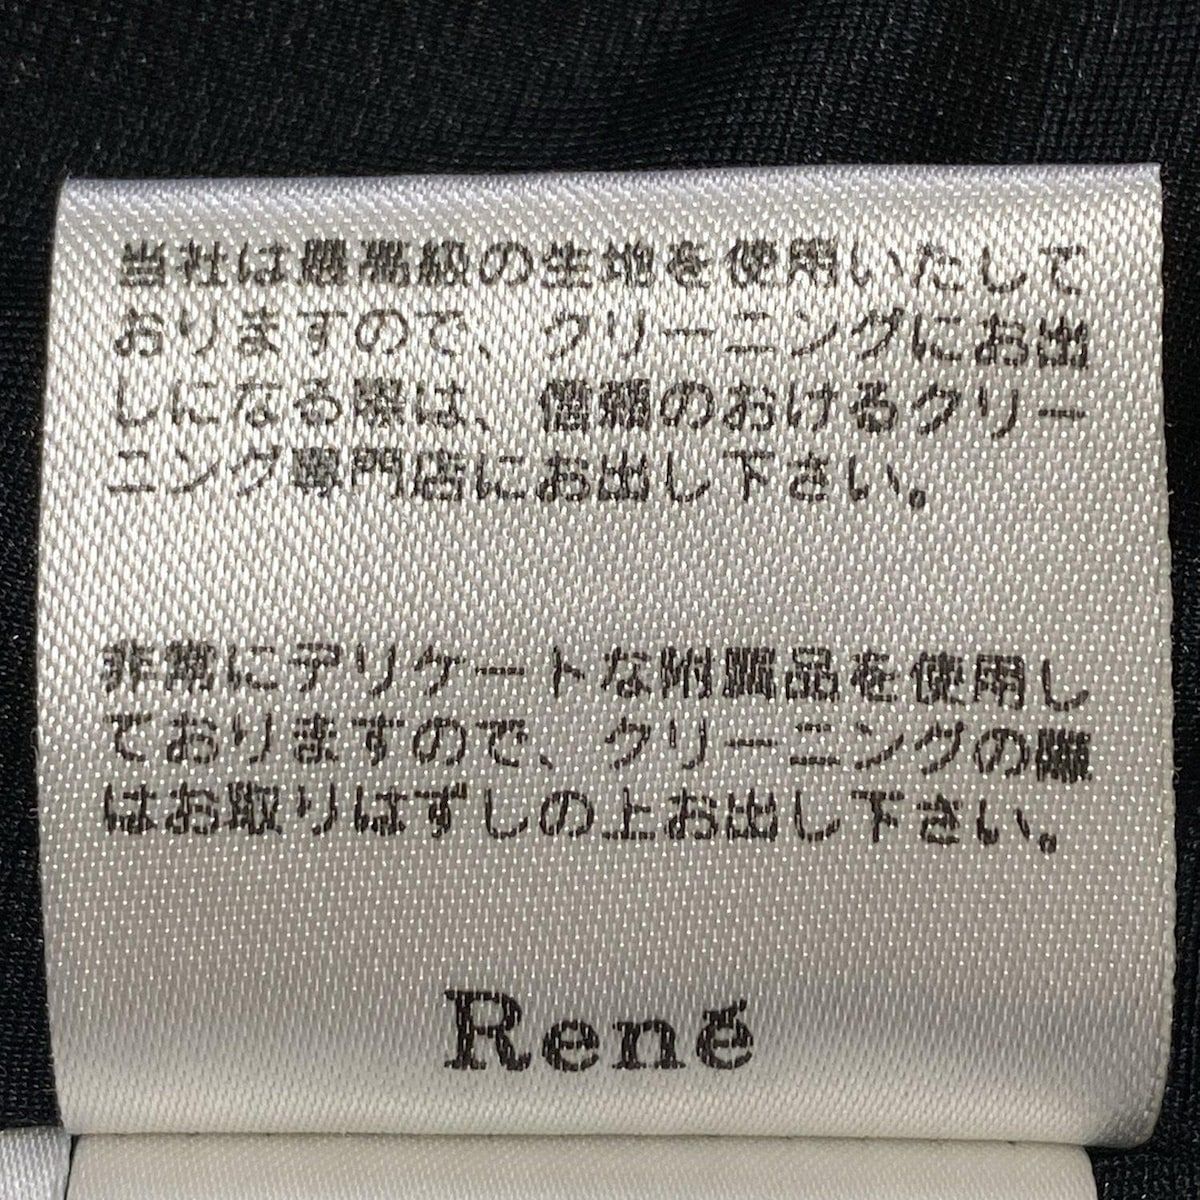 当社は最高級の生地を使用いたして
おりますので、クリーニングにお出
しになる際は、信頼のおけるクリー
ニング専門店にお出し下さい。
非常にデリケートな附属品を使用し
ておりますので、クリーニングの際
はお取りはずしの上お出し下さい。
René